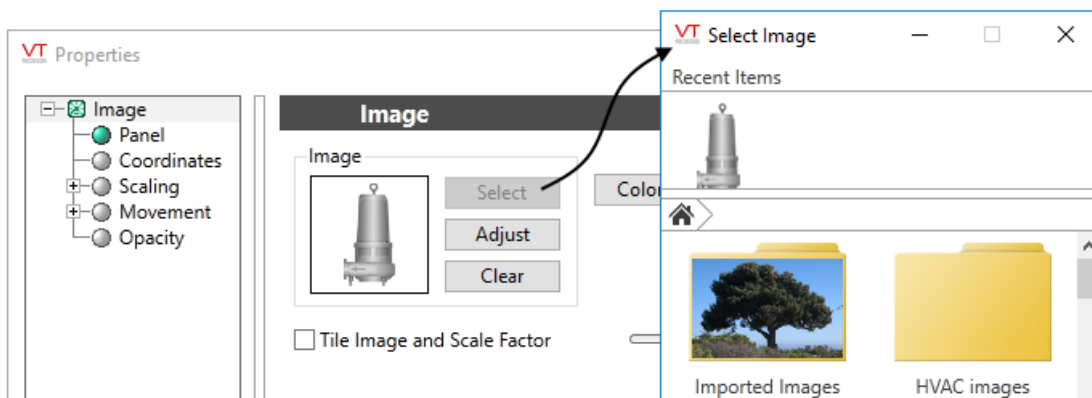 VT Properties
Image
Panel
Coordinates
Scaling
Movement
Opacity
Image
Image
Select
Adjust
Clear
Tile Image and Scale Factor
VT Select Image
Recent Items
Imported Images
HVAC images